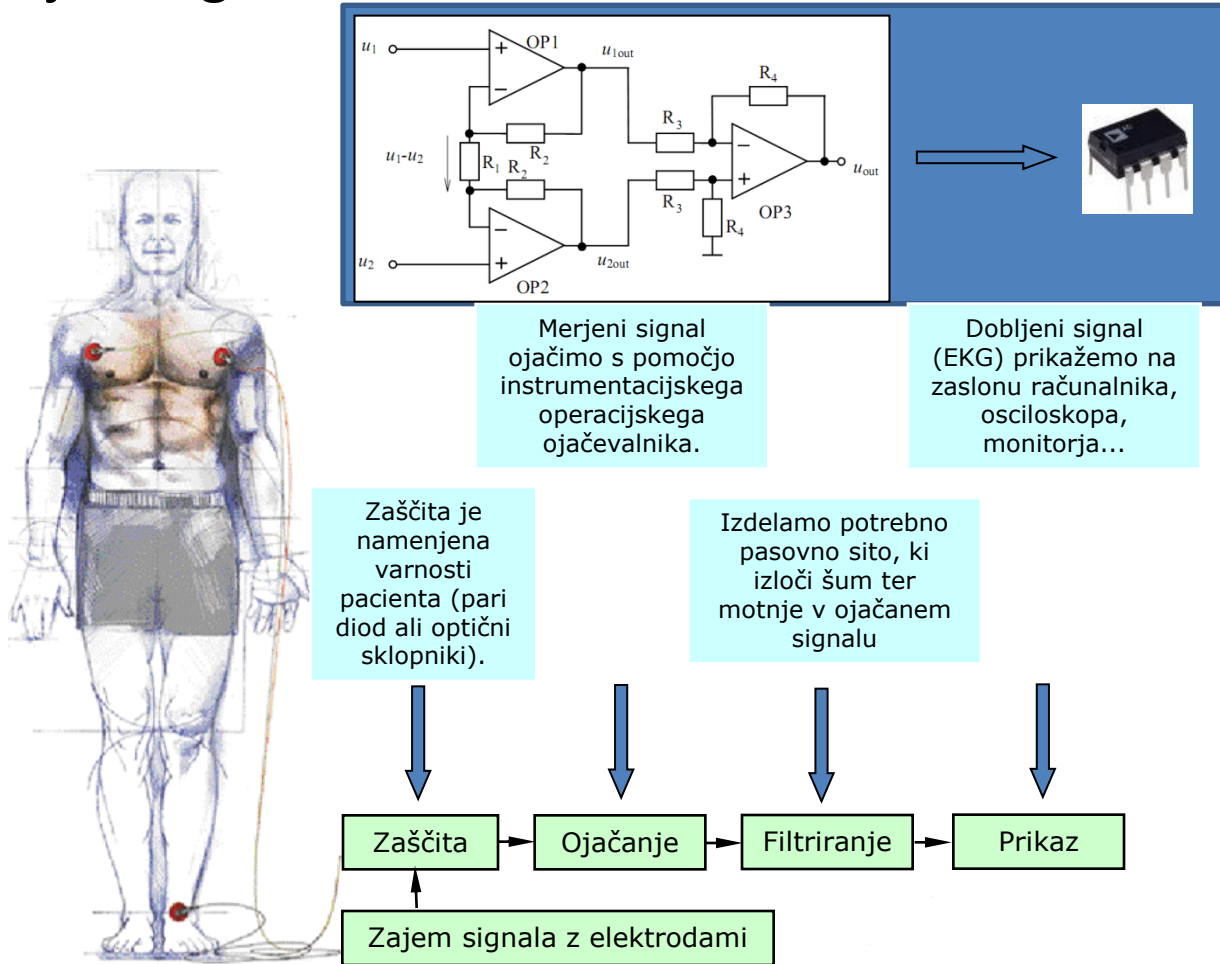 u1
OP1
u1out
R4
R3
R2
u1-u2
R1
R2
uout
R3
R4
OP3
u2
OP2
u2out
Merjeni signal
ojačimo s pomočjo
instrumentacijskega
operacijskega
ojačevalnika.
Dobljeni signal
(EKG) prikažemo na
zaslonu računalnika,
osciloskopa,
monitorja...
Zaščita je
namenjena
varnosti
pacienta (pari
diod ali optični
sklopniki).
Izdelamo potrebno
pasovno sito, ki
izloči šum ter
motnje v ojačanem
signalu
Zaščita
Ojačanje
Filtriranje
Prikaz
Zajem signala z elektrodami